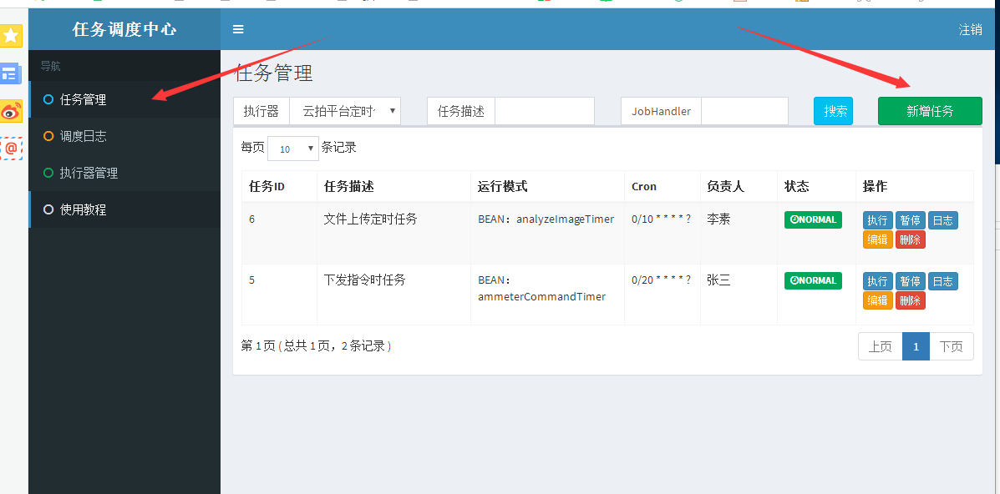 任务调度中心
注销
导航
任务管理
调度日志
执行器管理
使用教程
任务管理
执行器 云拍平台定时 任务描述 JobHandler 搜索 新增任务
每页 10 条记录
任务ID 任务描述 运行模式 Cron 负责人 状态 操作
6 文件上传定时任务 BEAN：analyzeImageTimer 0/10 * * * * ? 李素 NORMAL 执行 暂停 日志
编辑 删除
5 下发指令时任务 BEAN： 0/20 * * * * ? 张三 NORMAL 执行 暂停 日志
ammeterCommandTimer 编辑 删除
第 1 页 ( 总共 1 页，2 条记录 ) 上页 1 下页